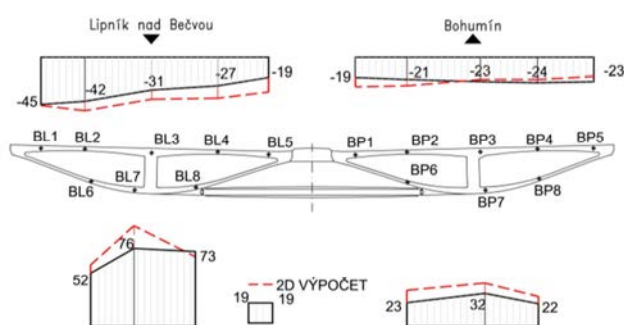 Lipník nad Bečvou
Bohumín
-45 -42 -31 -27 -19
-19 -21 -23 -24 -23
BL1 BL2 BL3 BL4 BL5 BP1 BP2 BP3 BP4 BP5
BL6 BL7 BL8 BP6 BP7 BP8
52 76 73
2D VÝPOČET
19 19
23 32 22